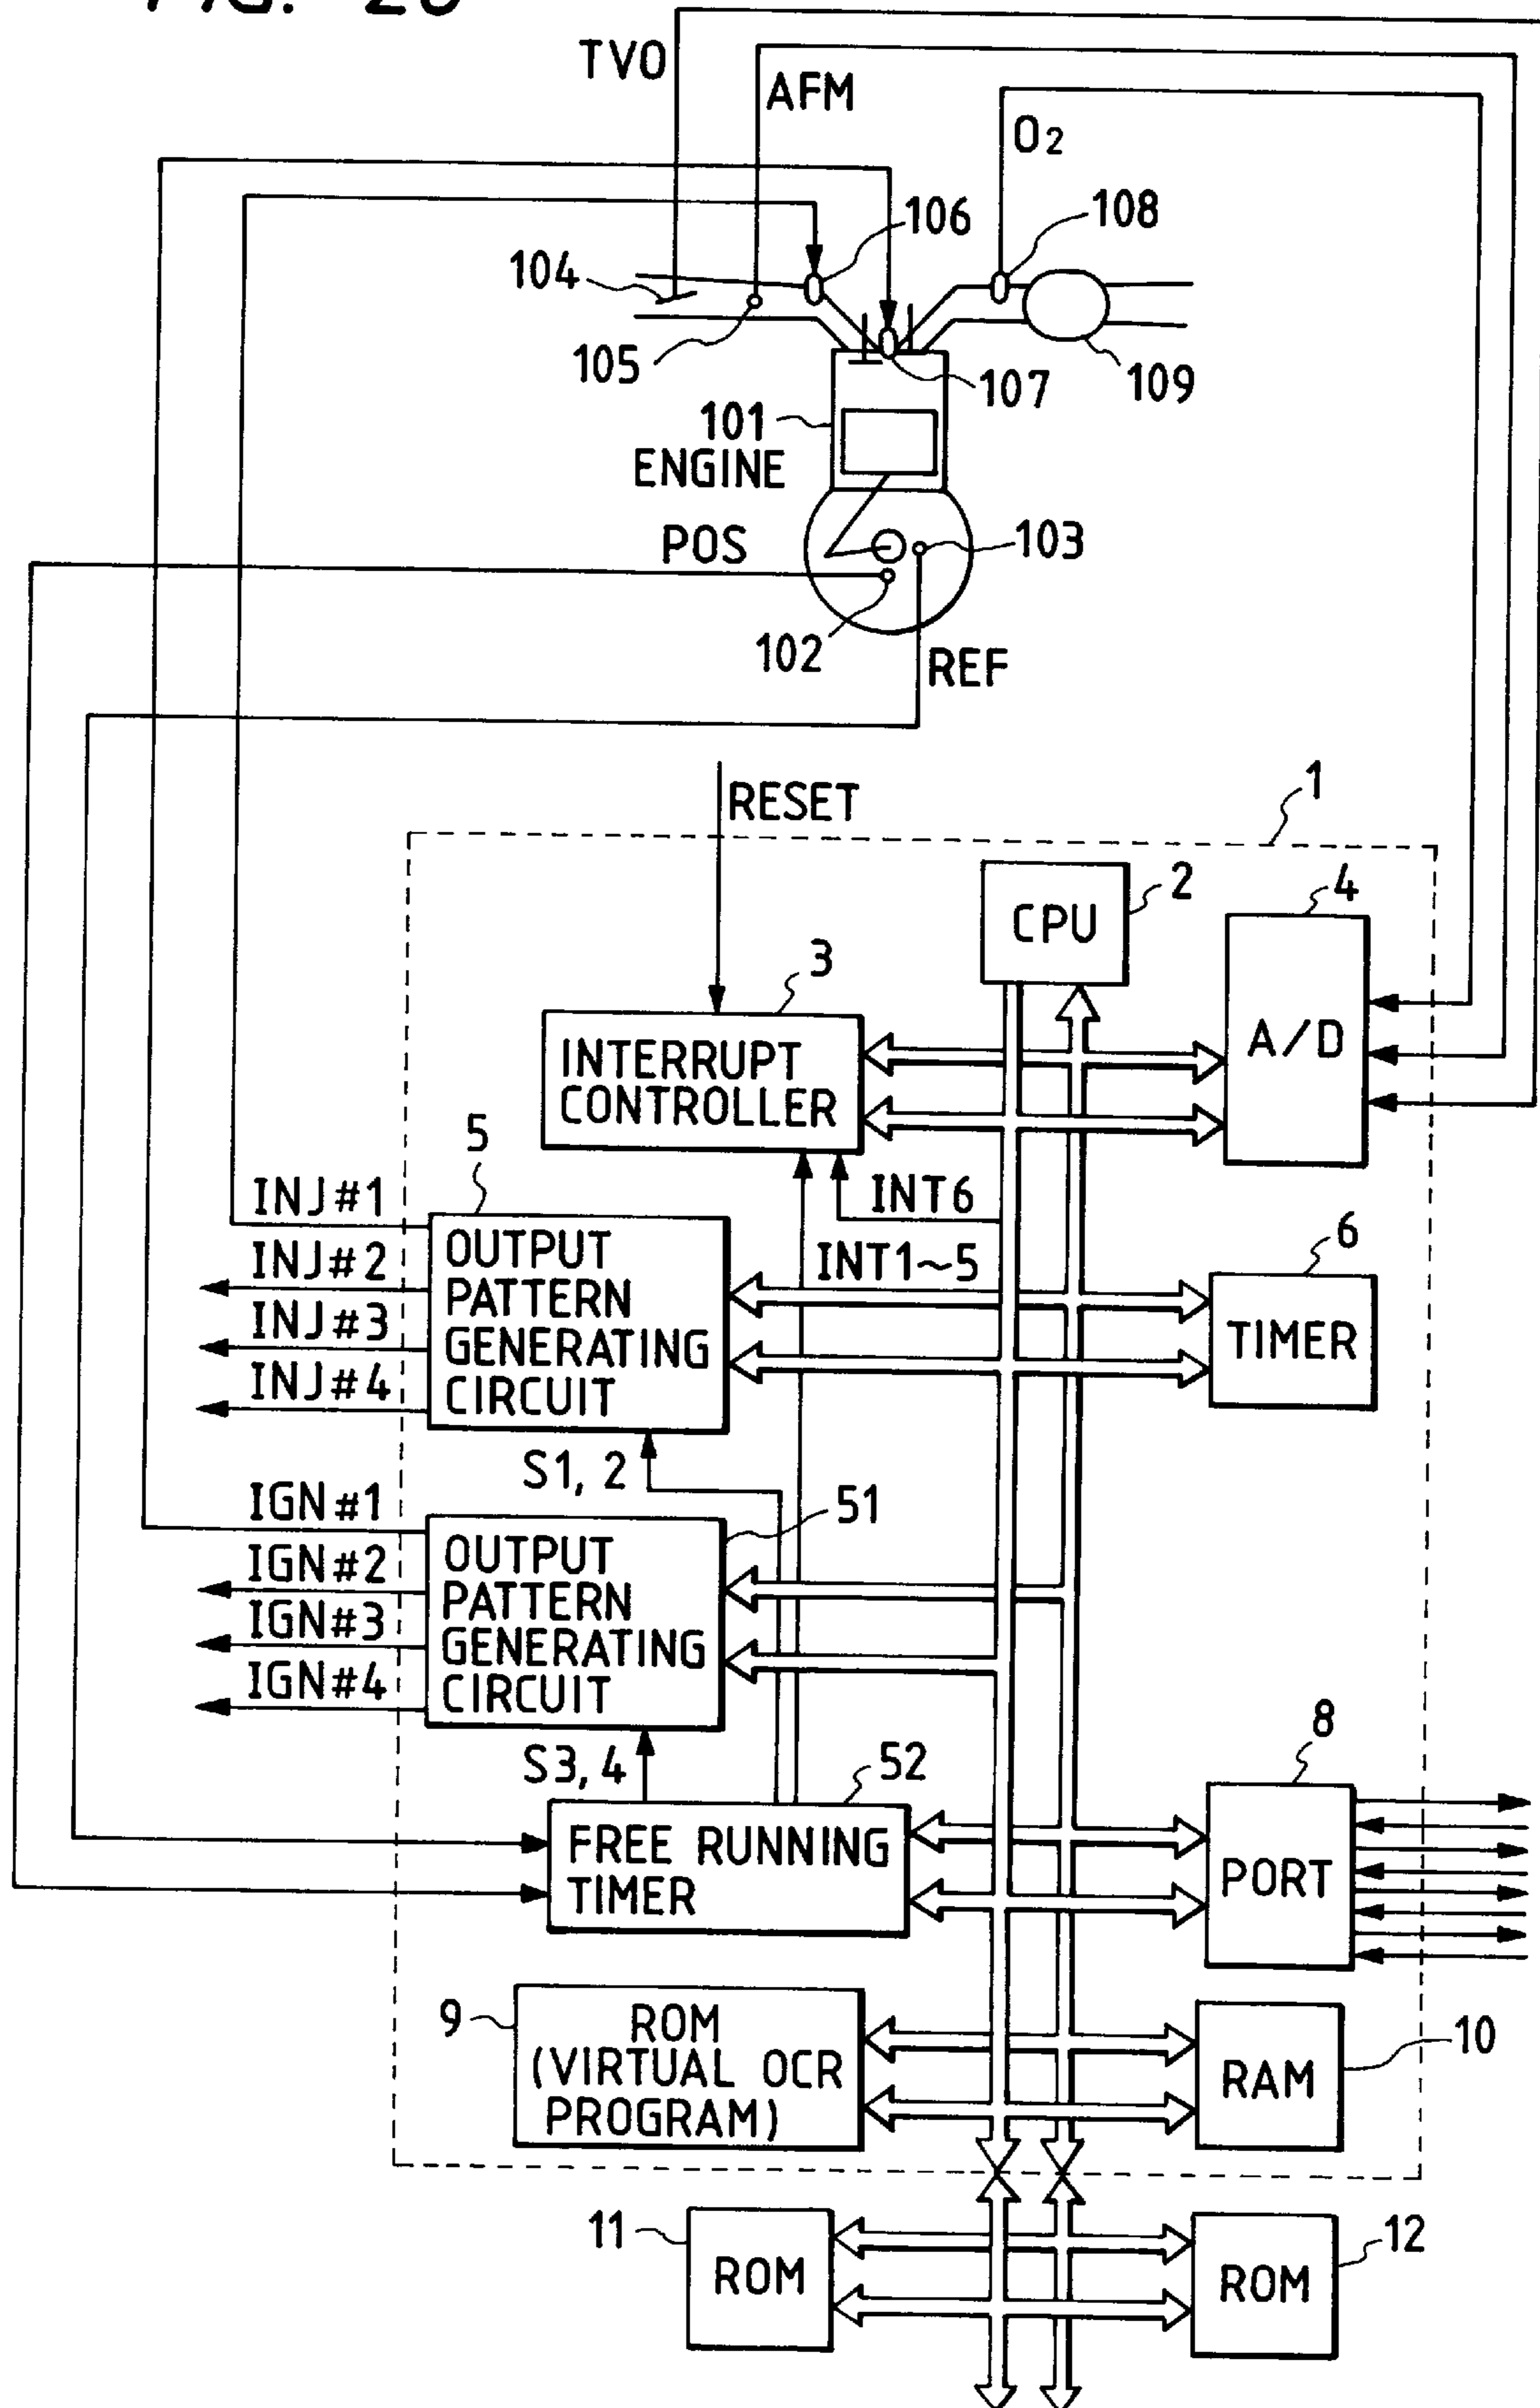 TVO
AFM
O2
106
108
104
105
107
109
101
ENGINE
POS
103
102
REF
RESET
1
2
CPU
4
3
A/D
INTERRUPT
CONTROLLER
5
INT6
INJ#1
OUTPUT
PATTERN
GENERATING
CIRCUIT
INJ#2
INJ#3
INJ#4
INT1~5
6
TIMER
S1, 2
IGN#1
51
OUTPUT
PATTERN
GENERATING
CIRCUIT
IGN#2
IGN#3
IGN#4
S3, 4
52
8
FREE RUNNING
TIMER
PORT
9
ROM
(VIRTUAL OCR
PROGRAM)
10
RAM
11
ROM
12
ROM